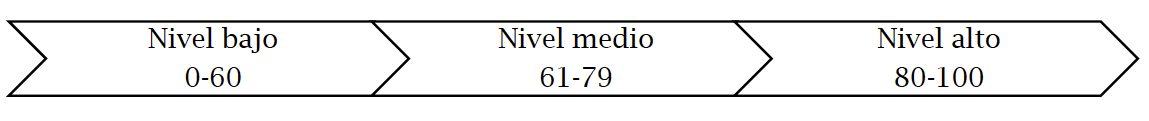 Nivel bajo
0-60
Nivel medio
61-79
Nivel alto
80-100